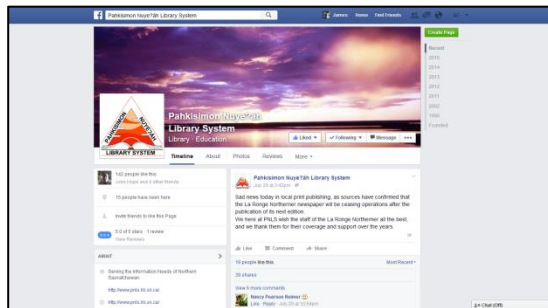 Pahkisimon Nuye?áh Library System
James Home Find Friends
Create Page
Recent
2015
2014
2013
2012
2011
2002
1990
Founded
PAHKISIMON
NUYE?ÁH
LIBRARY SYSTEM
Pahkisimon Nuye?áh
Library System
Library · Education
Liked
Following
Message
Timeline About Photos Reviews More
142 people like this
15 people have been here
Invite friends to like this Page
5.0 of 5 stars · 1 review
View Reviews
ABOUT
Serving the Information Needs of Northern
Saskatchewan
Pahkisimon Nuye?áh Library System
Sad news today in local print publishing, as sources have confirmed that
the La Ronge Northerner newspaper will be ceasing operations after the
publication of its next edition.
We here at PNLS wish the staff of the La Ronge Northerner all the best,
and we thank them for their coverage and support over the years.
Like Comment Share
19 people like this.
Most Recent
39 shares
View 6 more comments
Nancy Pearson Reimer
Like · Reply
Chat (Off)